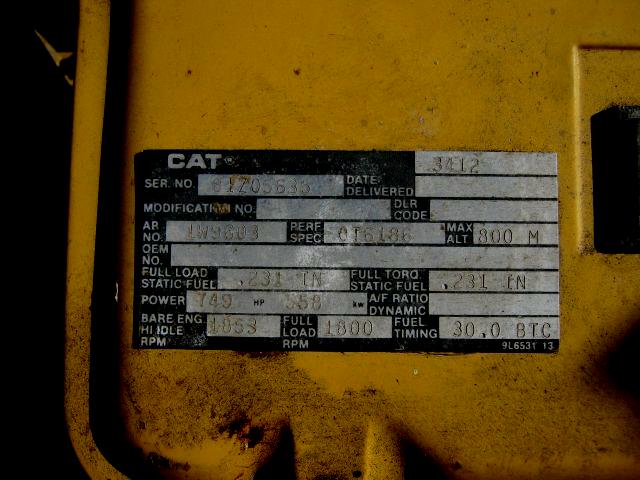 CAT 3412
SER. NO. 81Z05635 DATE DELIVERED
MODIFICATION NO. DLR CODE
AR NO. 1W9603 PERF SPEC 0T6186 MAX ALT 800 M
OEM NO.
FULL LOAD STATIC FUEL .231 IN FULL TORQ. STATIC FUEL .231 IN
POWER 749 HP 558 kw A/F RATIO DYNAMIC
BARE ENG HI IDLE RPM 1853 FULL LOAD RPM 1800 FUEL TIMING 30.0 BTC
9L6531 13